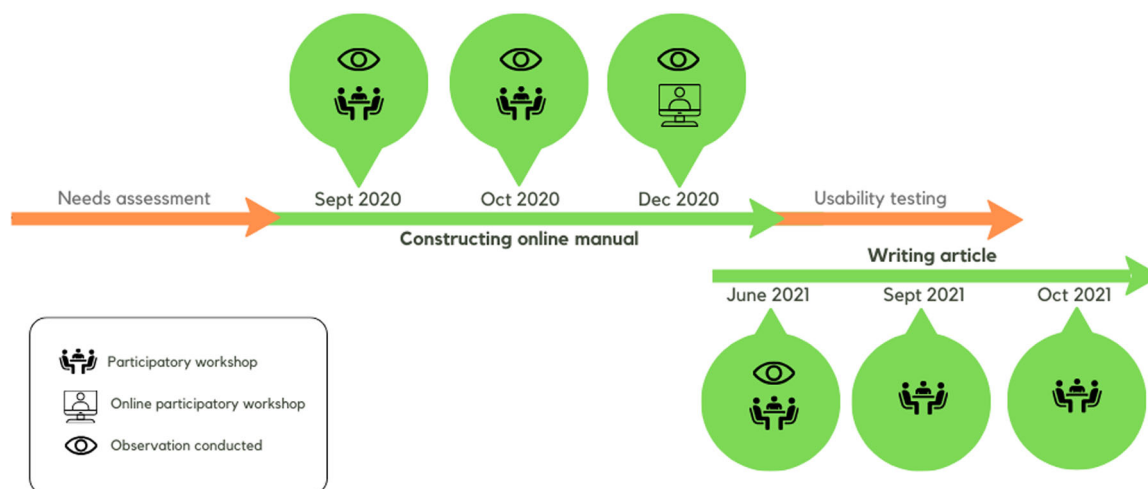 Needs assessment
Sept 2020
Oct 2020
Dec 2020
Usability testing
Constructing online manual
Writing article
June 2021
Sept 2021
Oct 2021
Participatory workshop
Online participatory workshop
Observation conducted